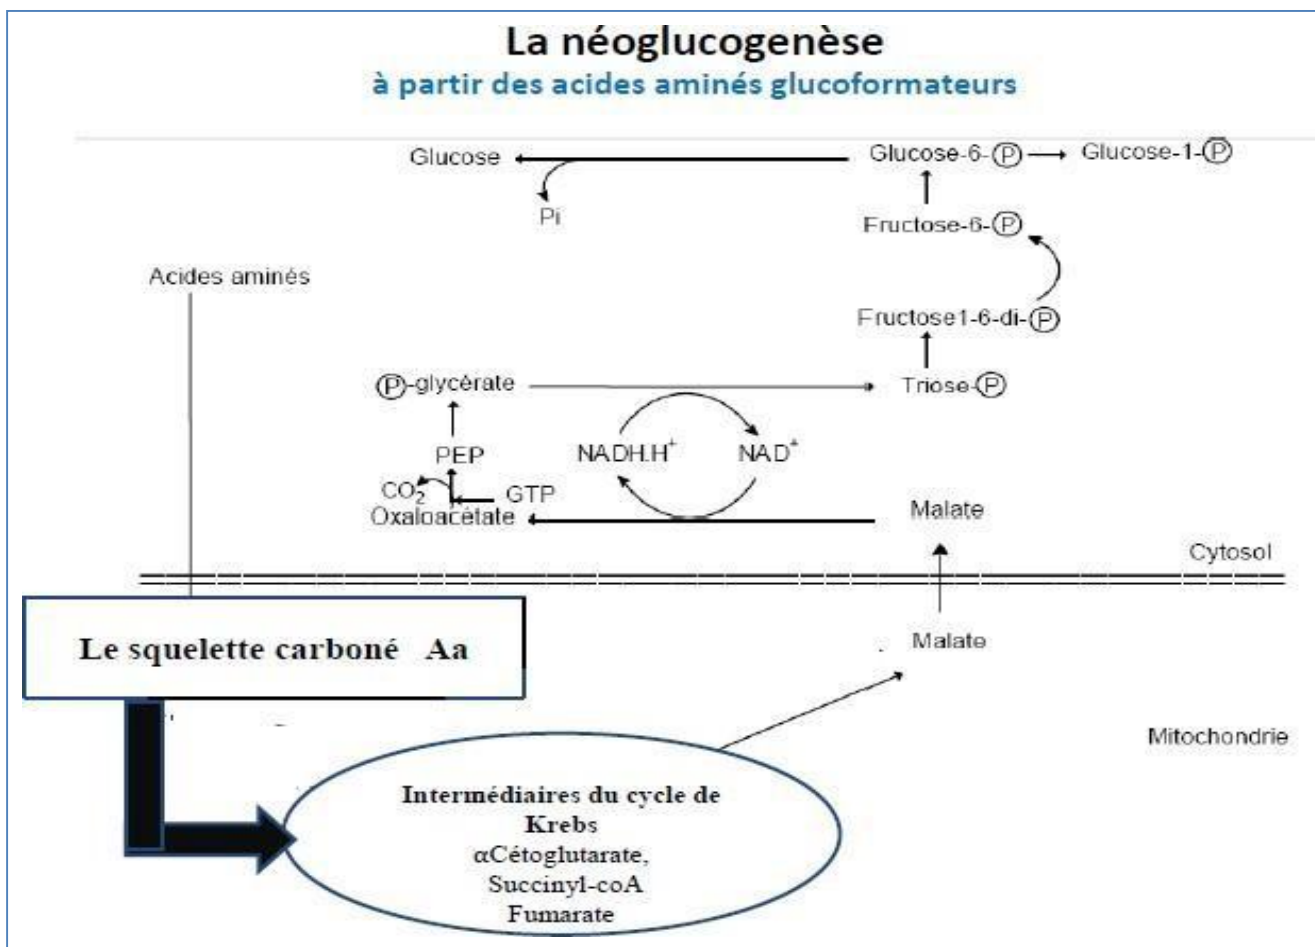 La néoglucogenèse
à partir des acides aminés glucoformateurs
Glucose
Glucose-6-Ⓟ
Glucose-1-Ⓟ
Pi
Fructose-6-Ⓟ
Acides aminés
Fructose1-6-di-Ⓟ
Ⓟ-glycérate
Triose-Ⓟ
PEP
NADH.H+
NAD+
CO2
GTP
Oxaloacétate
Malate
Cytosol
Le squelette carboné Aa
Malate
Mitochondrie
Intermédiaires du cycle de
Krebs
αCétoglutarate,
Succinyl-coA
Fumarate